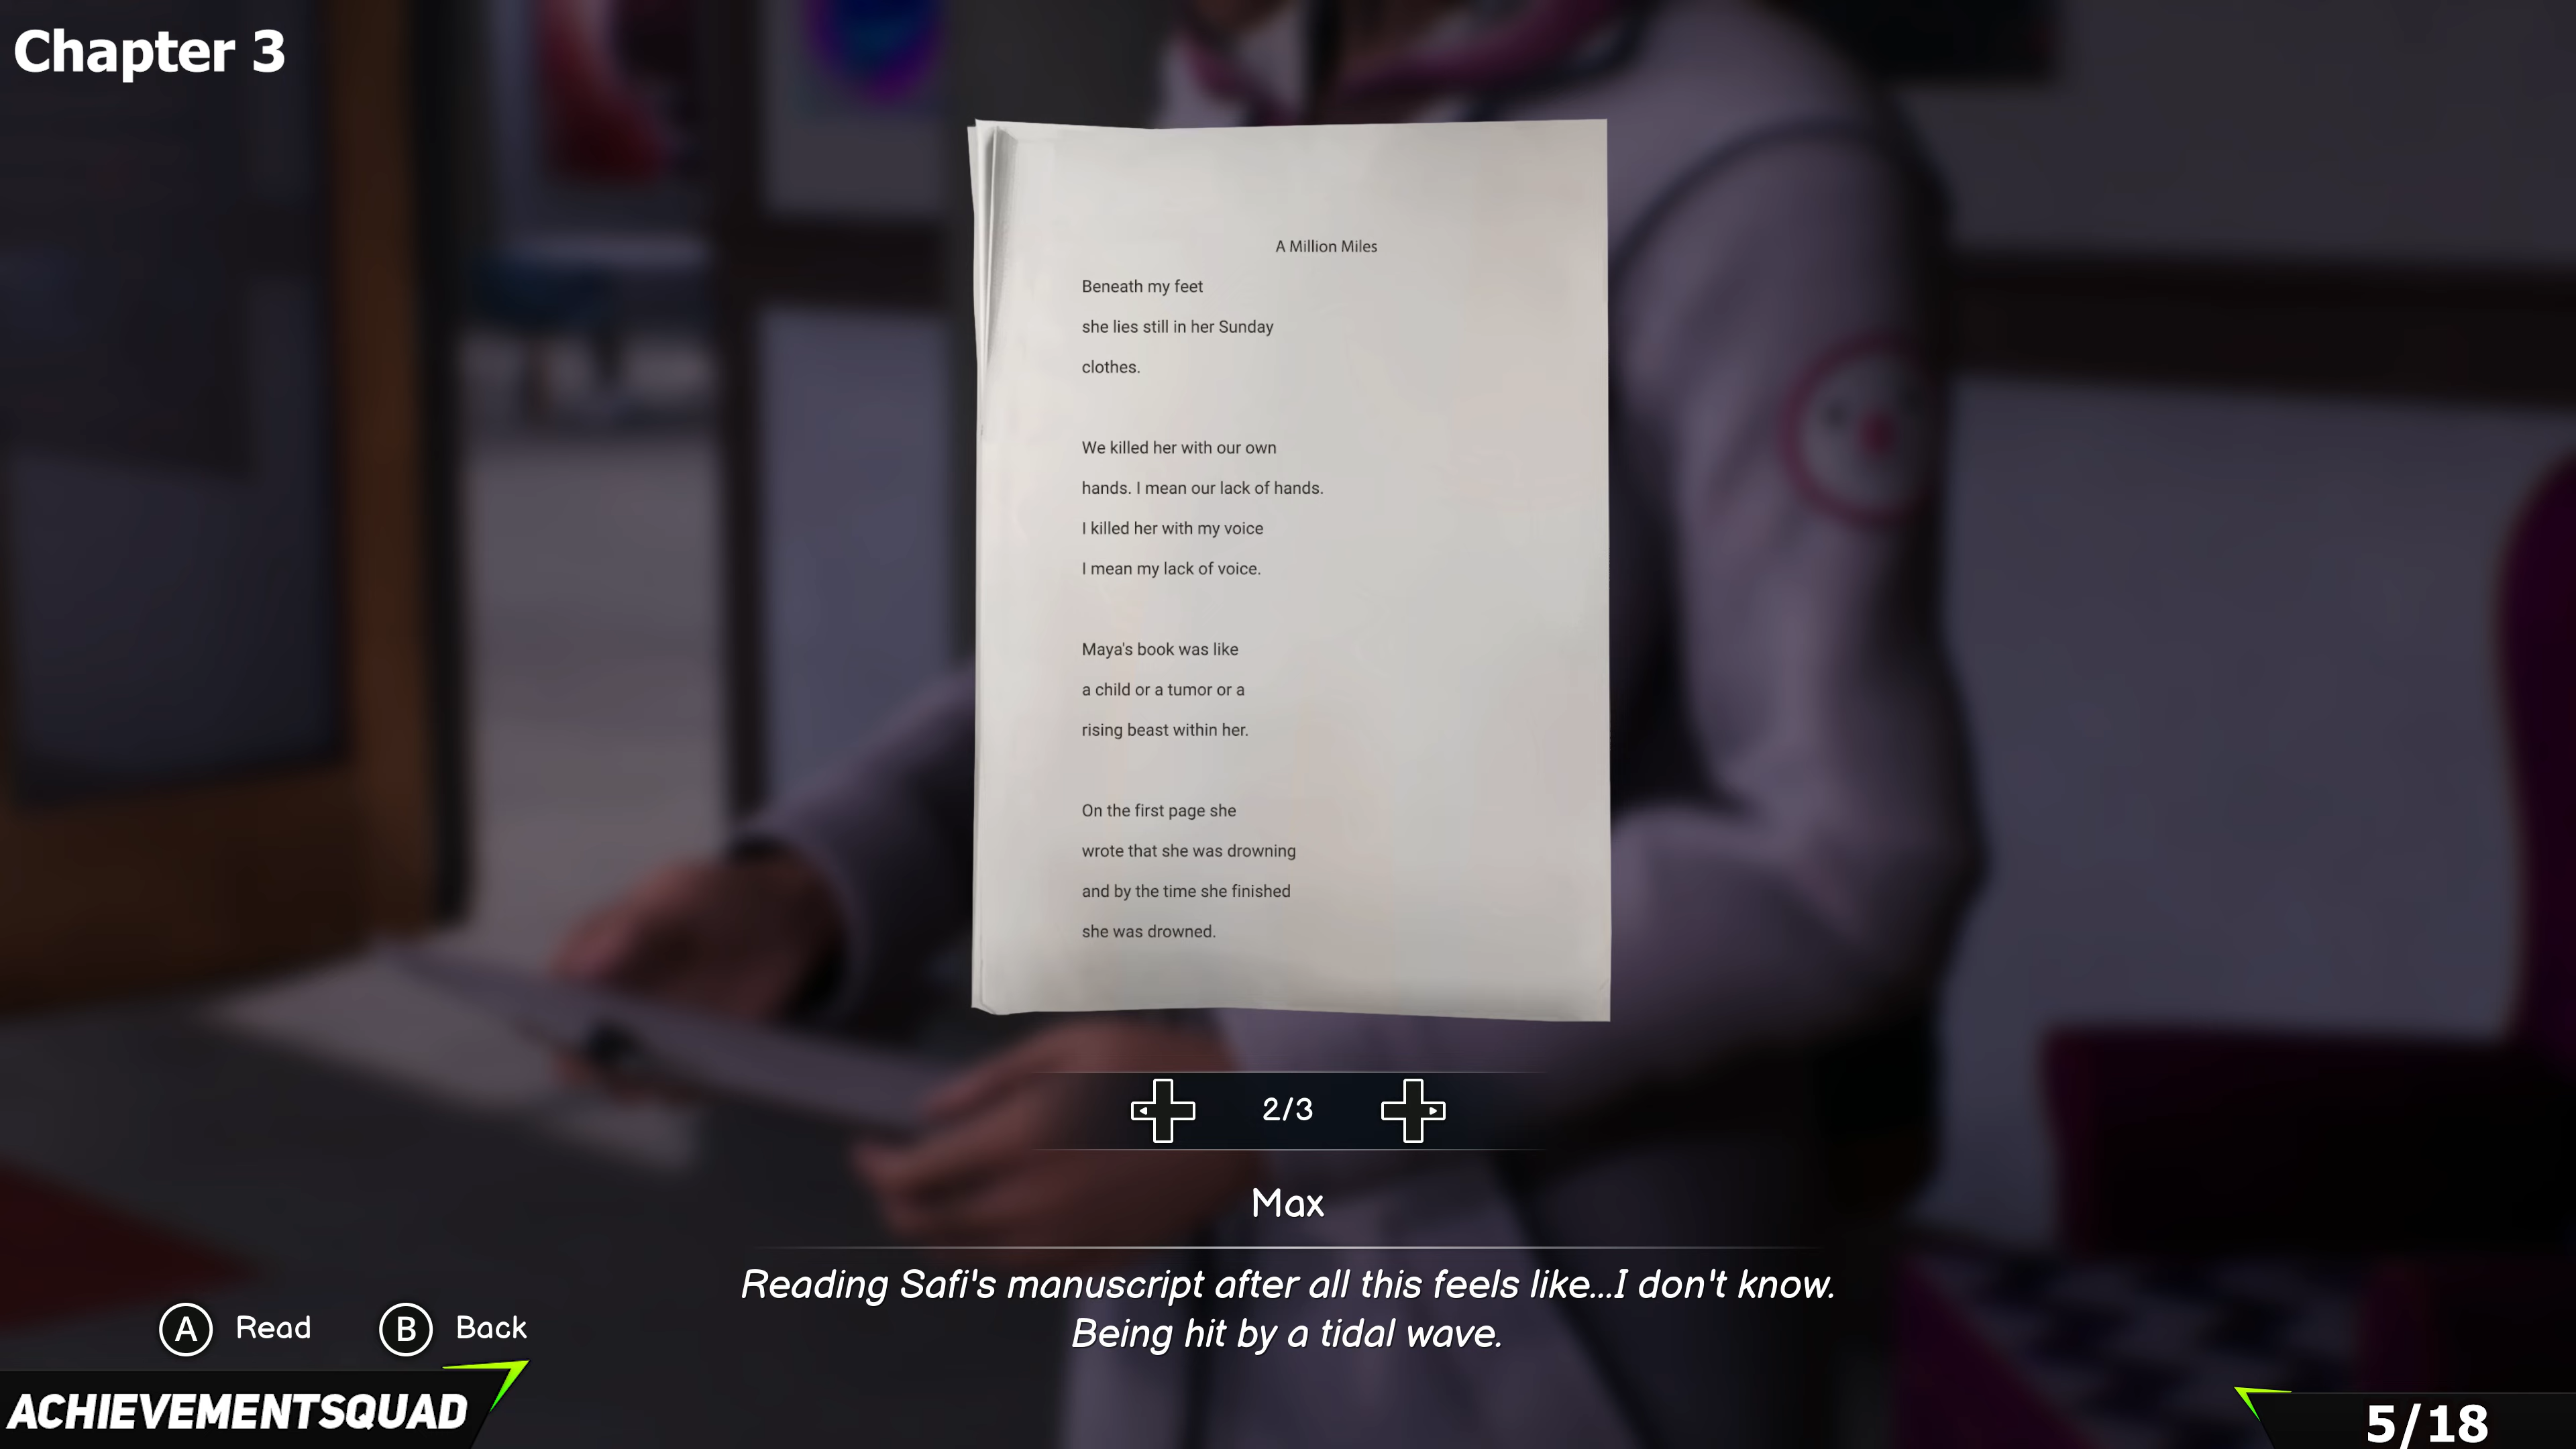 Chapter 3
A Million Miles
Beneath my feet
she lies still in her Sunday
clothes.
We killed her with our own
hands. I mean our lack of hands.
I killed her with my voice
I mean my lack of voice.
Maya's book was like
a child or a tumor or a
rising beast within her.
On the first page she
wrote that she was drowning
and by the time she finished
she was drowned.
2/3
Max
Reading Safi's manuscript after all this feels like...I don't know.
Being hit by a tidal wave.
A Read B Back
ACHIEVEMENTSQUAD
5/18